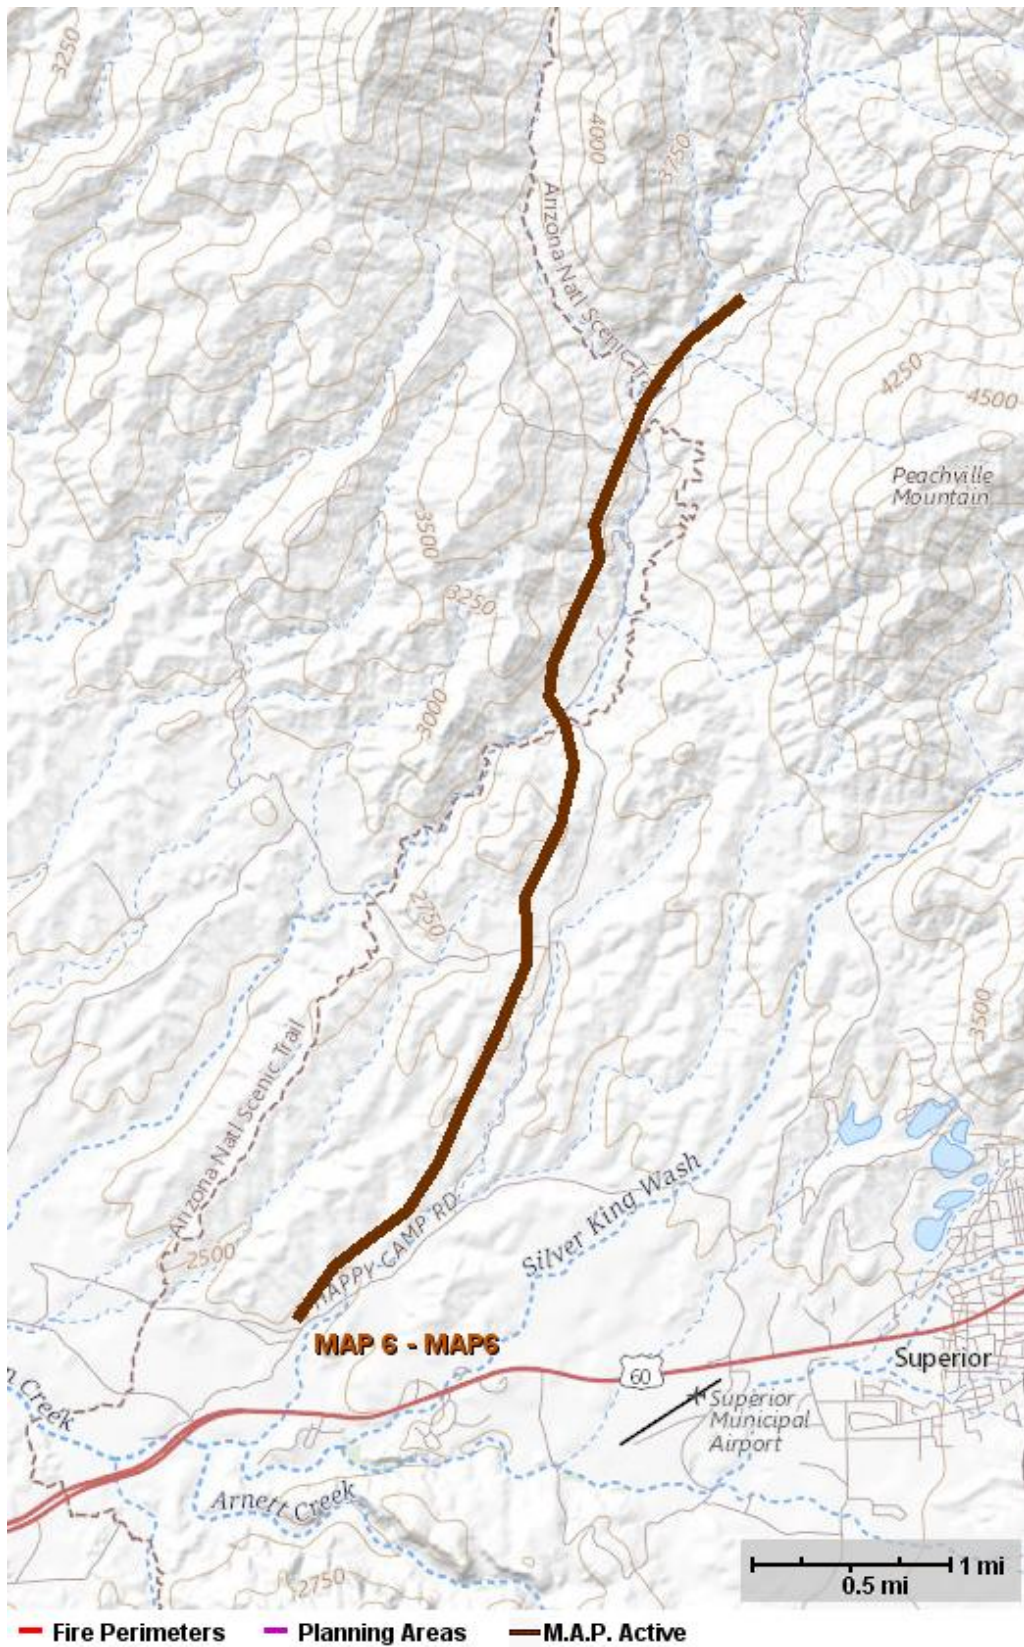 3250
4000
3750
Arizona Natl Scenic Tra
4250
4500
Peachville
Mountain
3500
3250
3000
2750
3500
Arizona Natl Scenic Trail
Silver King Wash
HAPPY CAMP RD
2500
MAP 6 - MAP6
60
Superior
n Creek
Superior
Municipal
Airport
Arnett Creek
2750
1 mi
0.5 mi
Fire Perimeters Planning Areas M.A.P. Active